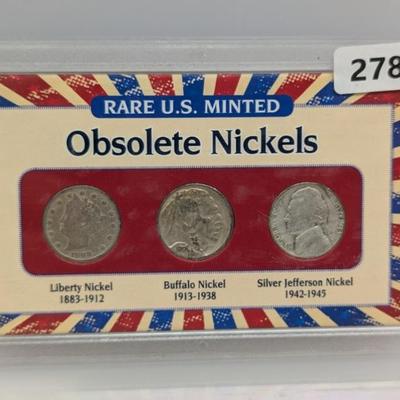 278
RARE U.S. MINTED
Obsolete Nickels
Liberty Nickel
1883-1912
Buffalo Nickel
1913-1938
Silver Jefferson Nickel
1942-1945